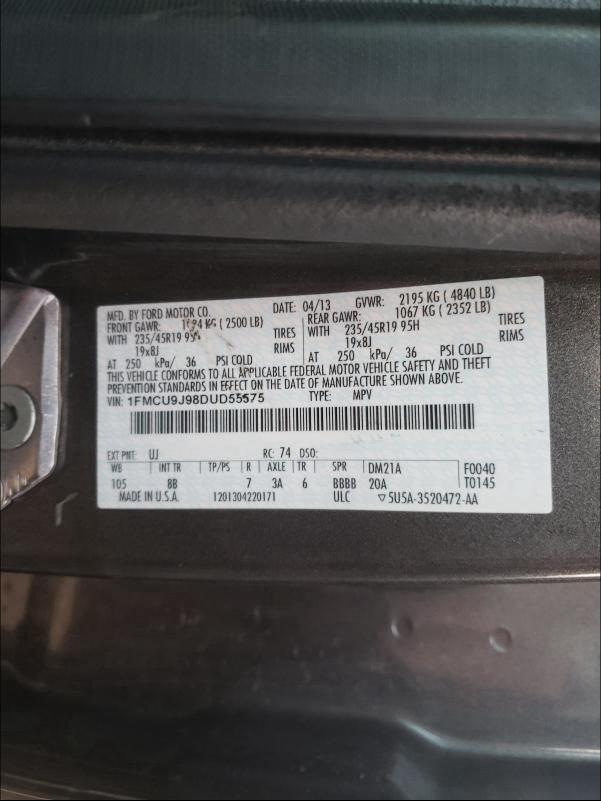 MFD. BY FORD MOTOR CO. DATE: 04/13 GVWR: 2195 KG ( 4840 LB)
FRONT GAWR: KG ( 2500 LB) REAR GAWR: 1067 KG ( 2352 LB)
WITH 235/45R19 95H TIRES WITH 235/45R19 95H TIRES
19x8J RIMS 19x8J RIMS
AT 250 kPa/ 36 PSI COLD AT 250 kPa/ 36 PSI COLD
THIS VEHICLE CONFORMS TO ALL APPLICABLE FEDERAL MOTOR VEHICLE SAFETY AND THEFT
PREVENTION STANDARDS IN EFFECT ON THE DATE OF MANUFACTURE SHOWN ABOVE.
VIN: 1FMCU9J98DUD55575 TYPE: MPV
EXT PNT: UJ RC: 74 DSO:
WB INT TR TP/PS R AXLE TR SPR DM21A F0040
105 8B 7 3A 6 BBBB 20A T0145
MADE IN U.S.A. 1201304220171 ULC 5U5A-3520472-AA